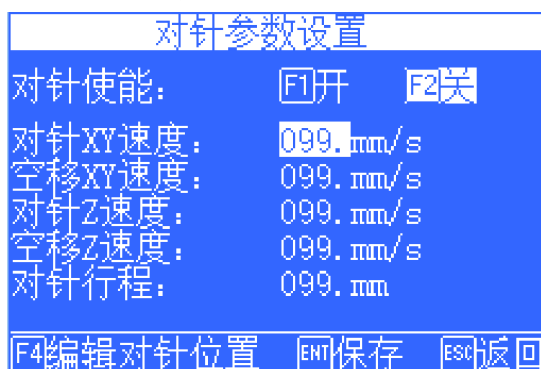 对针参数设置
对针使能： F1开 F2关
对针XY速度： 099.mm/s
空移XY速度： 099.mm/s
对针Z速度： 099.mm/s
空移Z速度： 099.mm/s
对针行程： 099.mm
F4编辑对针位置 ENT保存 ESC返回